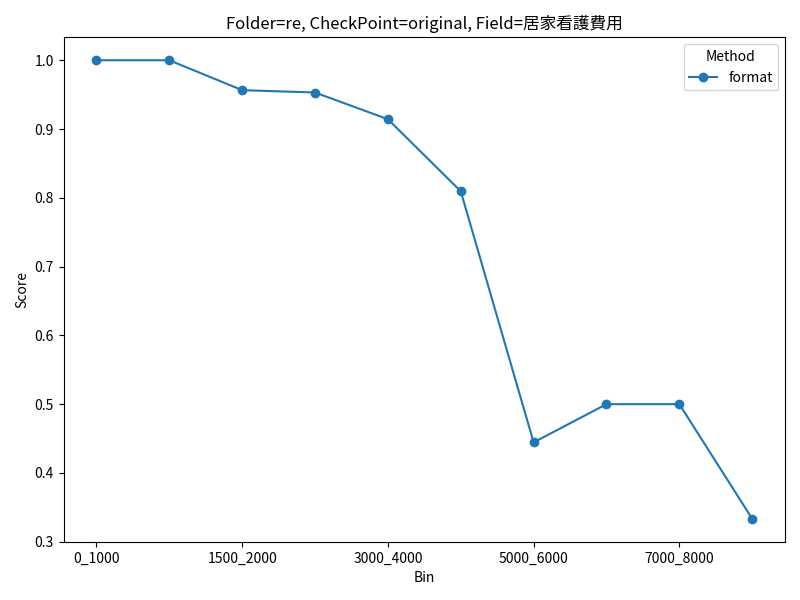 Folder=re, CheckPoint=original, Field=居家看護費用
Method
format
Score
1.0
0.9
0.8
0.7
0.6
0.5
0.4
0.3
0_1000 1500_2000 3000_4000 5000_6000 7000_8000
Bin